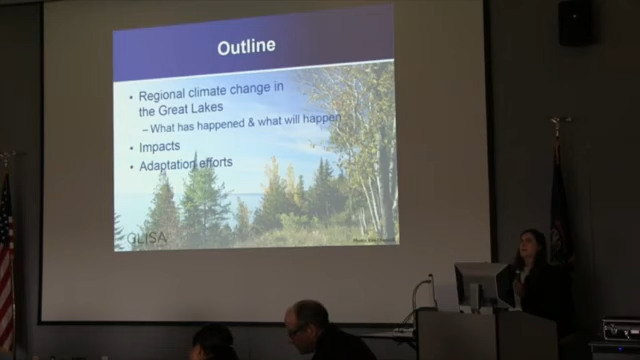 Outline
• Regional climate change in
the Great Lakes
– What has happened & what will happen
• Impacts
• Adaptation efforts
GLISA